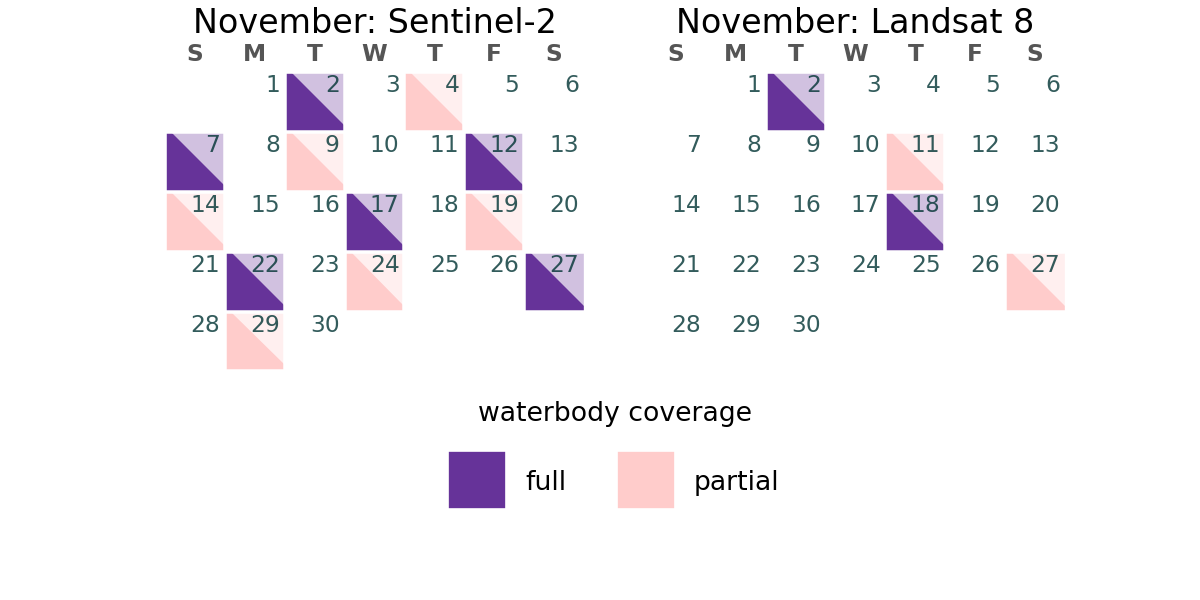 November: Sentinel-2
S M T W T F S
1 2 3 4 5 6
7 8 9 10 11 12 13
14 15 16 17 18 19 20
21 22 23 24 25 26 27
28 29 30
November: Landsat 8
S M T W T F S
1 2 3 4 5 6
7 8 9 10 11 12 13
14 15 16 17 18 19 20
21 22 23 24 25 26 27
28 29 30
waterbody coverage
full
partial